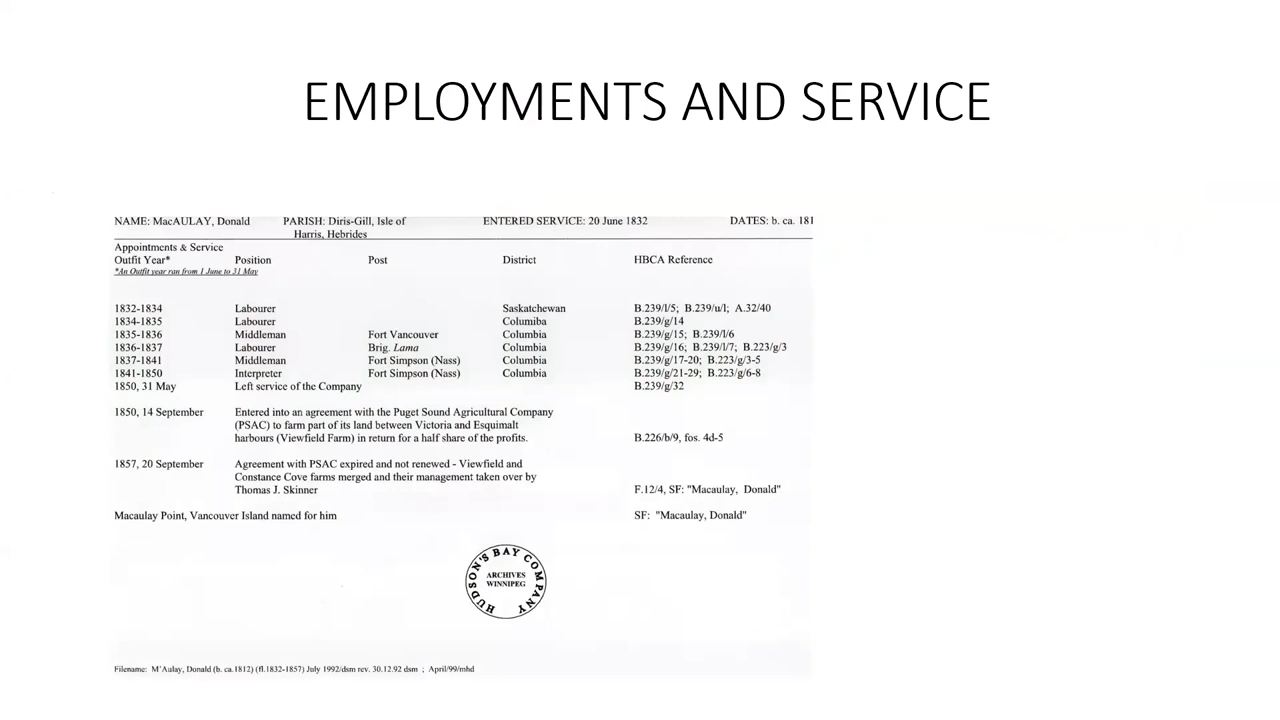 EMPLOYMENTS AND SERVICE
NAME: MacAULAY, Donald PARISH: Diris-Gill, Isle of ENTERED SERVICE: 20 June 1832 DATES: b. ca. 181
Harris, Hebrides
Appointments & Service
Outfit Year* Position Post District HBCA Reference
*An Outfit year ran from 1 June to 31 May
1832-1834 Labourer Saskatchewan B.239/l/5; B.239/u/l; A.32/40
1834-1835 Labourer Columiba B.239/g/14
1835-1836 Middleman Fort Vancouver Columbia B.239/g/15; B.239/l/6
1836-1837 Labourer Brig. Lama Columbia B.239/g/16; B.239/l/7; B.223/g/3
1837-1841 Middleman Fort Simpson (Nass) Columbia B.239/g/17-20; B.223/g/3-5
1841-1850 Interpreter Fort Simpson (Nass) Columbia B.239/g/21-29; B.223/g/6-8
1850, 31 May Left service of the Company B.239/g/32
1850, 14 September Entered into an agreement with the Puget Sound Agricultural Company
(PSAC) to farm part of its land between Victoria and Esquimalt
harbours (Viewfield Farm) in return for a half share of the profits. B.226/b/9, fos. 4d-5
1857, 20 September Agreement with PSAC expired and not renewed - Viewfield and
Constance Cove farms merged and their management taken over by
Thomas J. Skinner F.12/4, SF: "Macaulay, Donald"
Macaulay Point, Vancouver Island named for him SF: "Macaulay, Donald"
HUDSON'S BAY COMPANY
ARCHIVES
WINNIPEG
Filename: M'Aulay, Donald (b. ca.1812) (fl.1832-1857) July 1992/dsm rev. 30.12.92 dsm ; April/99/mhd